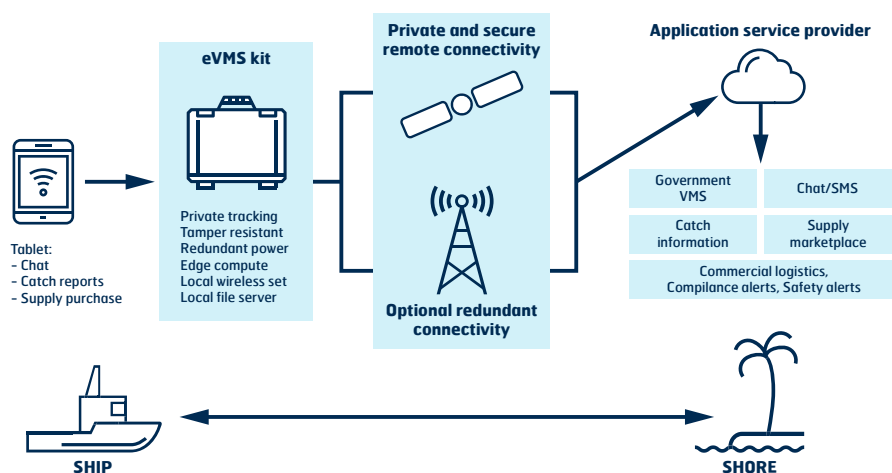 Tablet:
- Chat
- Catch reports
- Supply purchase
eVMS kit
Private tracking
Tamper resistant
Redundant power
Edge compute
Local wireless set
Local file server
Private and secure
remote connectivity
Optional redundant
connectivity
Application service provider
Government
VMS
Chat/SMS
Catch
information
Supply
marketplace
Commercial logistics,
Compilance alerts, Safety alerts
SHIP
SHORE